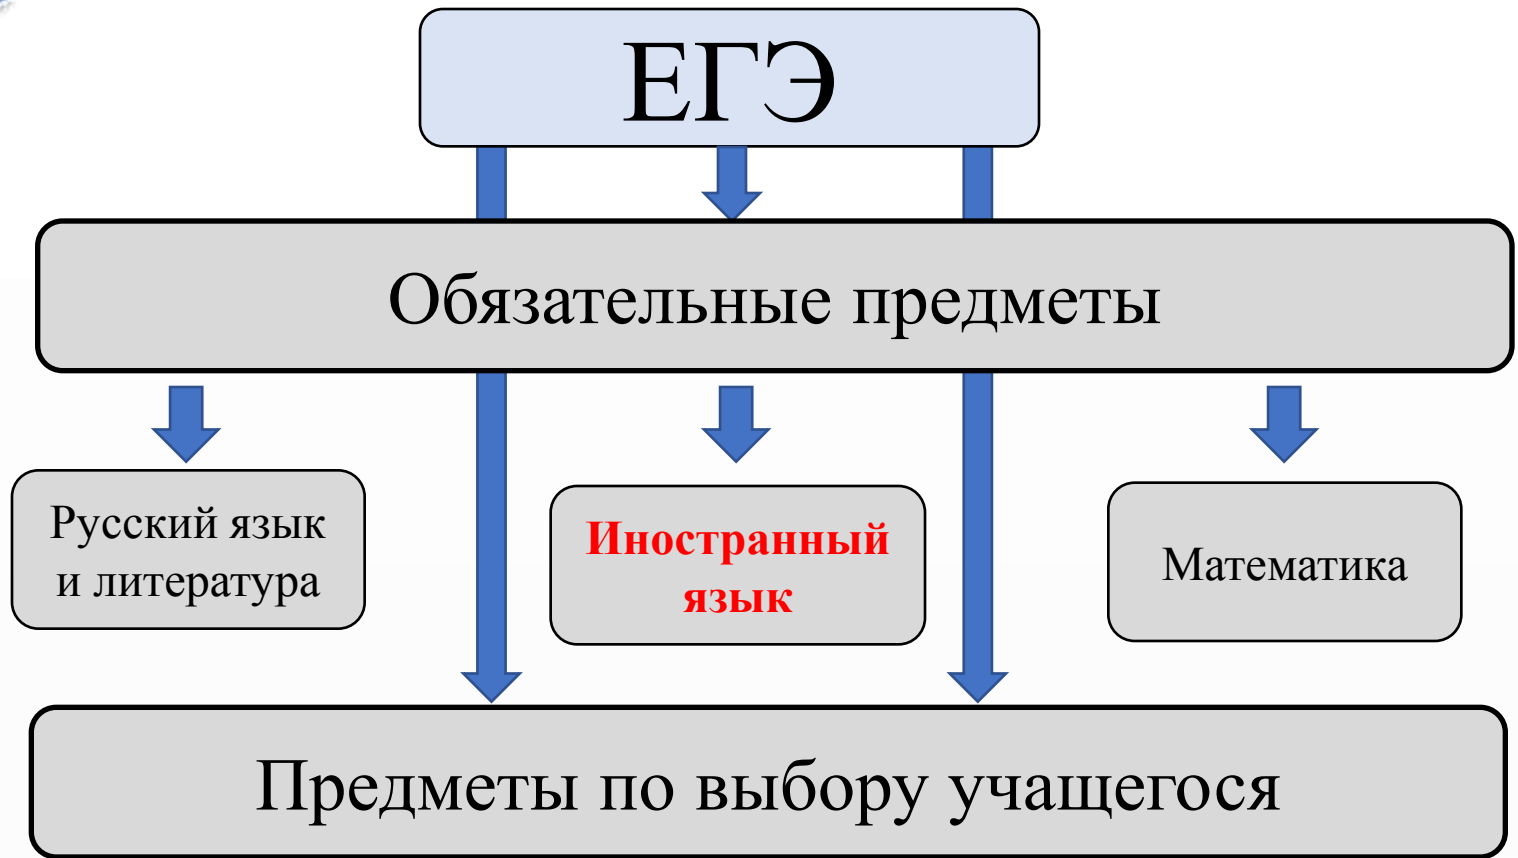 ЕГЭ
Обязательные предметы
Русский язык
и литература
Иностранный
язык
Математика
Предметы по выбору учащегося